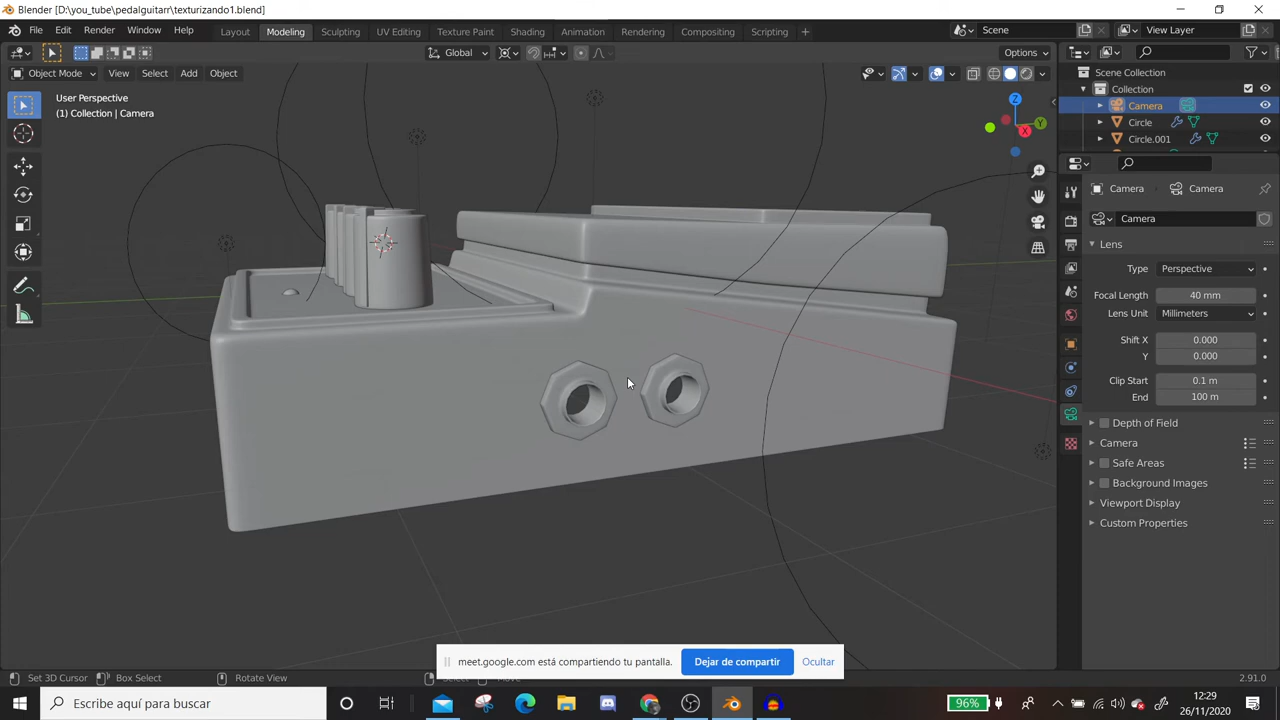 Blender [D:\you_tube\pedalguitarr\texturizando1.blend]
File Edit Render Window Help Layout Modeling Sculpting UV Editing Texture Paint Shading Animation Rendering Compositing Scripting + Scene View Layer
Global Options
Object Mode View Select Add Object
User Perspective
(1) Collection | Camera
Z
Y
X
Scene Collection
Collection
Camera
Circle
Circle.001
Camera Camera
Camera
Lens
Type Perspective
Focal Length 40 mm
Lens Unit Millimeters
Shift X 0.000
Y 0.000
Clip Start 0.1 m
End 100 m
Depth of Field
Camera
Safe Areas
Background Images
Viewport Display
Custom Properties
meet.google.com está compartiendo tu pantalla. Dejar de compartir Ocultar
Set 3D Cursor Box Select Rotate View Select Move 2.91.0
Escribe aquí para buscar 96% 12:29
26/11/2020